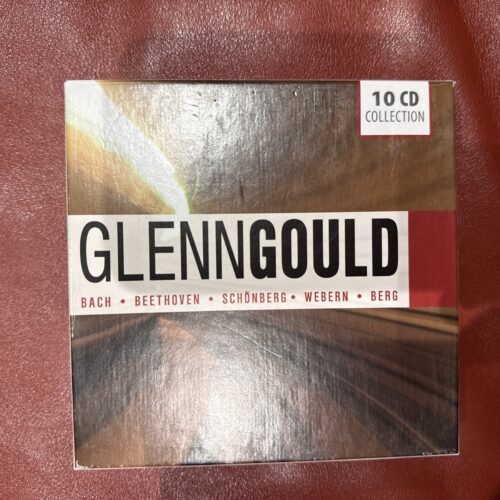 10 CD
COLLECTION
GLENNGOULD
BACH • BEETHOVEN • SCHÖNBERG • WEBERN • BERG